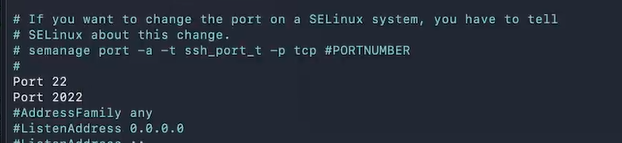 # If you want to change the port on a SELinux system, you have to tell
# SELinux about this change.
# semanage port -a -t ssh_port_t -p tcp #PORTNUMBER
#
Port 22
Port 2022
#AddressFamily any
#ListenAddress 0.0.0.0
#ListenAddress ::